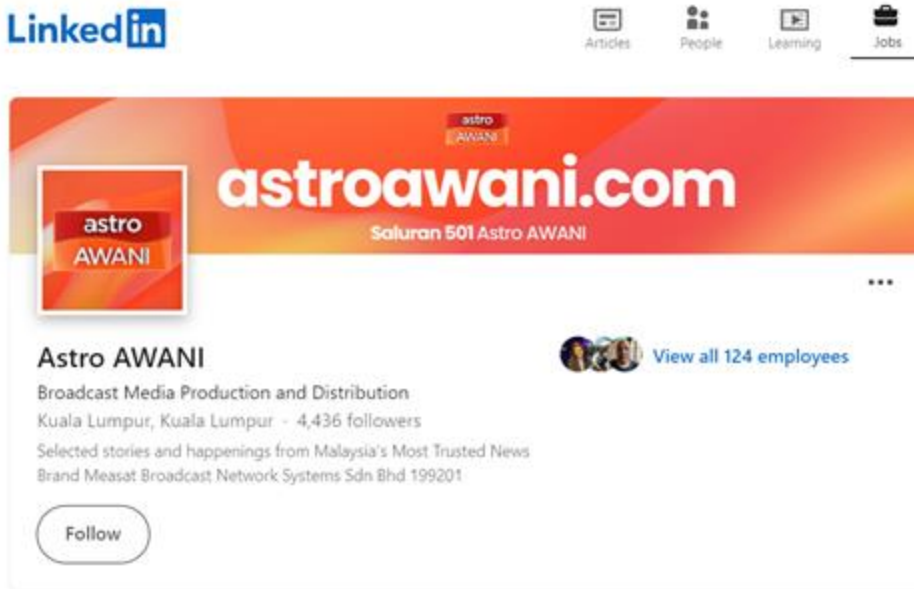 Linked in
Articles
People
Learning
Jobs
astro
AWANI
astroawani.com
Saluran 501 Astro AWANI
astro
AWANI
Astro AWANI
View all 124 employees
Broadcast Media Production and Distribution
Kuala Lumpur, Kuala Lumpur · 4,436 followers
Selected stories and happenings from Malaysia's Most Trusted News
Brand Measat Broadcast Network Systems Sdn Bhd 199201
Follow